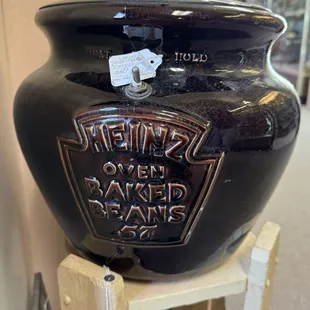 HOLD
HEINZ
OVEN
BAKED
BEANS
57